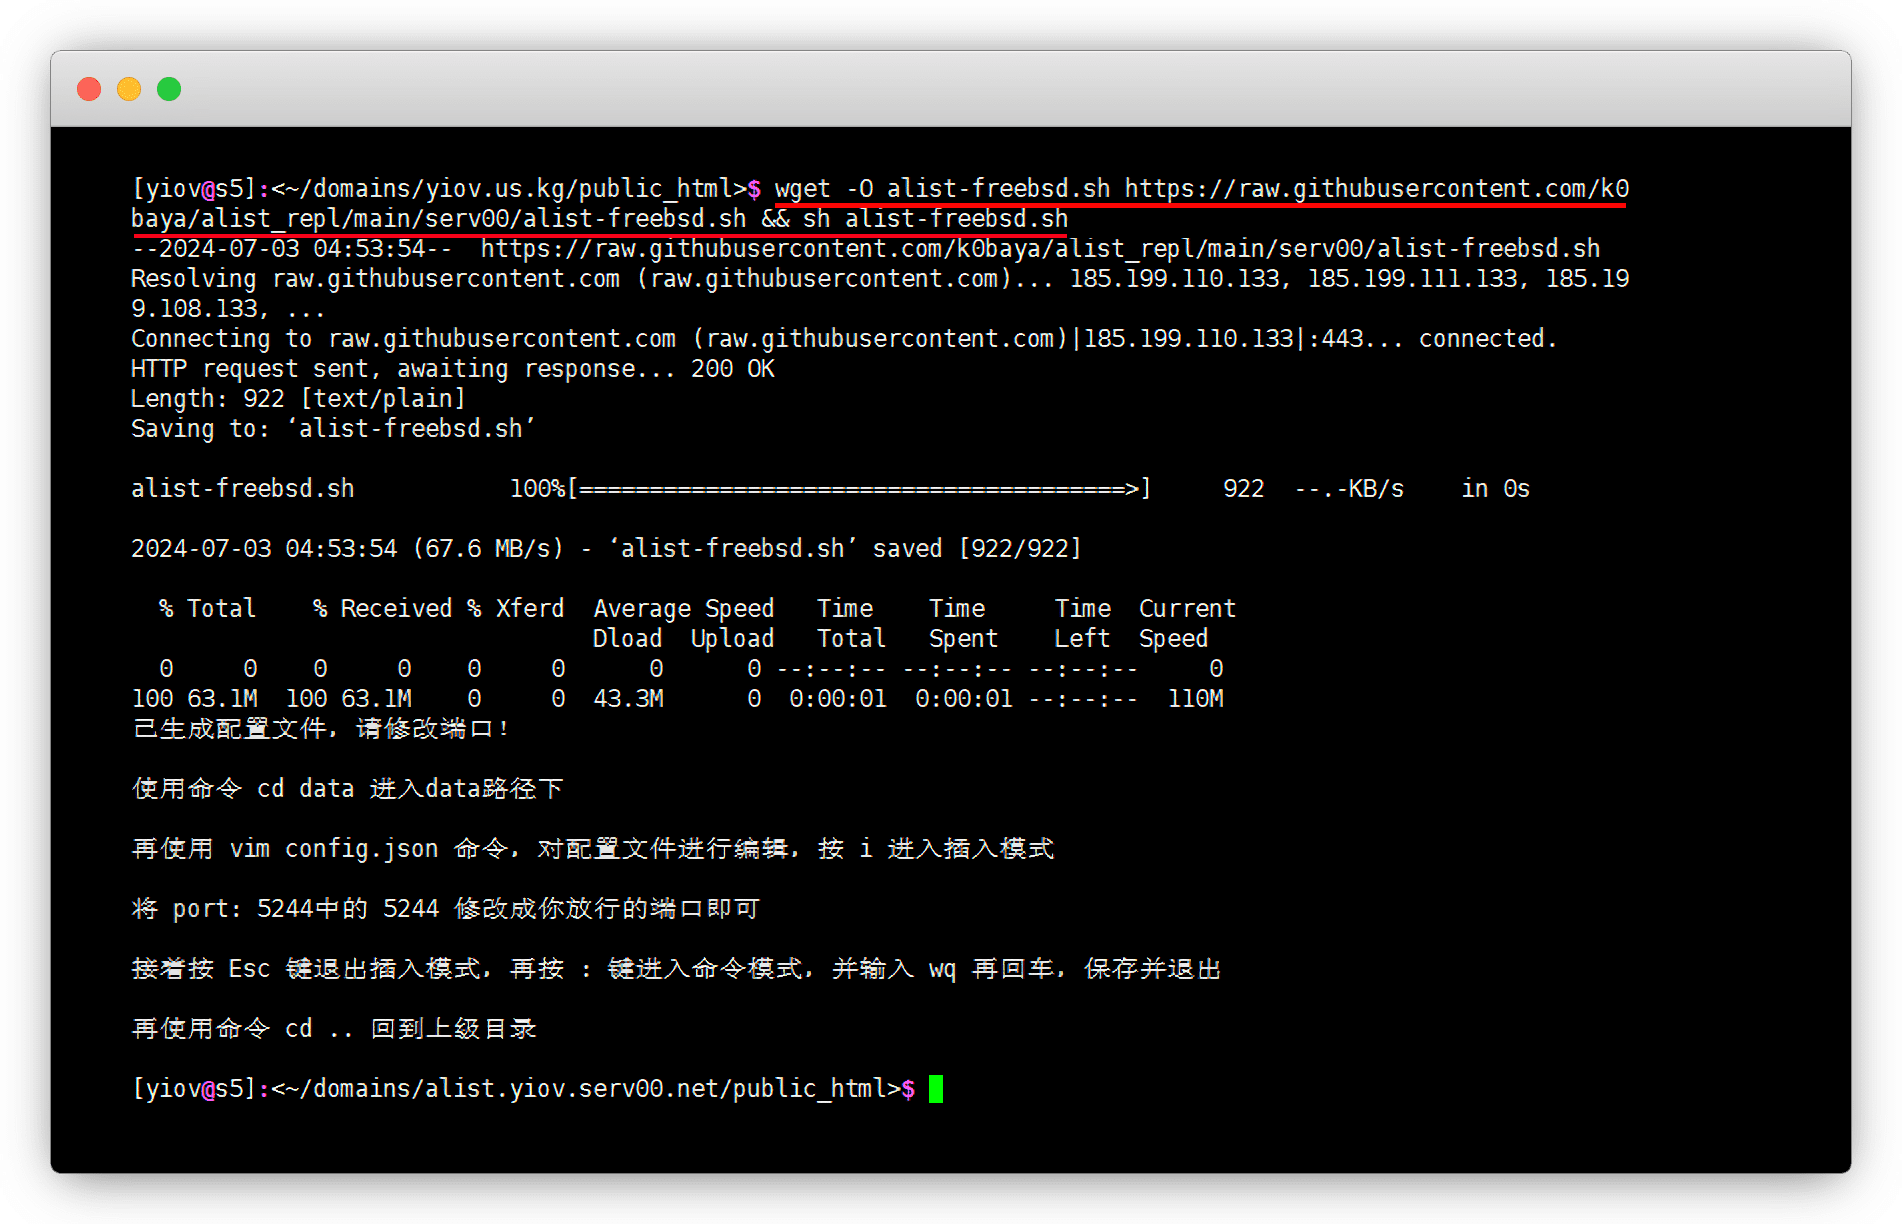 [yiov@s5]:<~/domains/yiov.us.kg/public_html>$ wget -O alist-freebsd.sh https://raw.githubusercontent.com/k0
baya/alist_repl/main/serv00/alist-freebsd.sh && sh alist-freebsd.sh
--2024-07-03 04:53:54--  https://raw.githubusercontent.com/k0baya/alist_repl/main/serv00/alist-freebsd.sh
Resolving raw.githubusercontent.com (raw.githubusercontent.com)... 185.199.110.133, 185.199.111.133, 185.19
9.108.133, ...
Connecting to raw.githubusercontent.com (raw.githubusercontent.com)|185.199.110.133|:443... connected.
HTTP request sent, awaiting response... 200 OK
Length: 922 [text/plain]
Saving to: ‘alist-freebsd.sh’
alist-freebsd.sh           100%[=======================================>]     922  --.-KB/s    in 0s
2024-07-03 04:53:54 (67.6 MB/s) - ‘alist-freebsd.sh’ saved [922/922]
  % Total    % Received % Xferd  Average Speed   Time    Time     Time  Current
                                 Dload  Upload   Total   Spent    Left  Speed
  0     0    0     0    0     0      0      0 --:--:-- --:--:-- --:--:--     0
100 63.1M  100 63.1M    0     0  43.3M      0  0:00:01  0:00:01 --:--:--  110M
已生成配置文件，请修改端口！
使用命令 cd data 进入data路径下
再使用 vim config.json 命令，对配置文件进行编辑，按 i 进入插入模式
将 port: 5244中的 5244 修改成你放行的端口即可
接着按 Esc 键退出插入模式，再按 : 键进入命令模式，并输入 wq 再回车，保存并退出
再使用命令 cd .. 回到上级目录
[yiov@s5]:<~/domains/alist.yiov.serv00.net/public_html>$